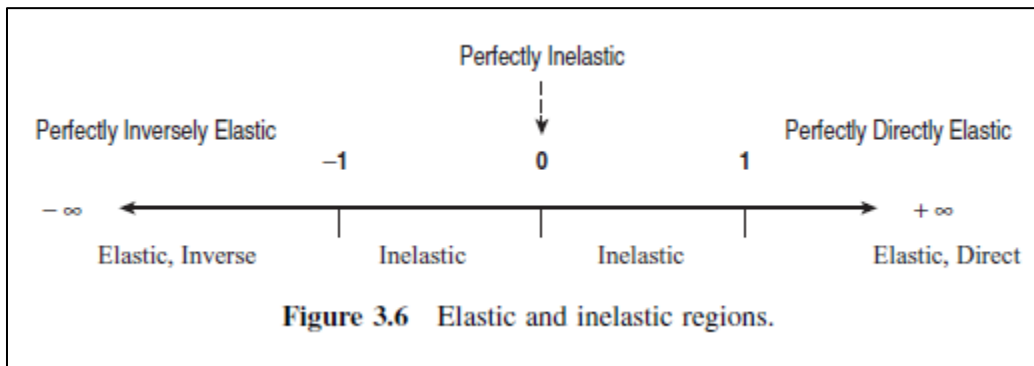 Perfectly Inelastic
Perfectly Inversely Elastic
Perfectly Directly Elastic
–1
0
1
– ∞
+ ∞
Elastic, Inverse
Inelastic
Inelastic
Elastic, Direct
Figure 3.6 Elastic and inelastic regions.